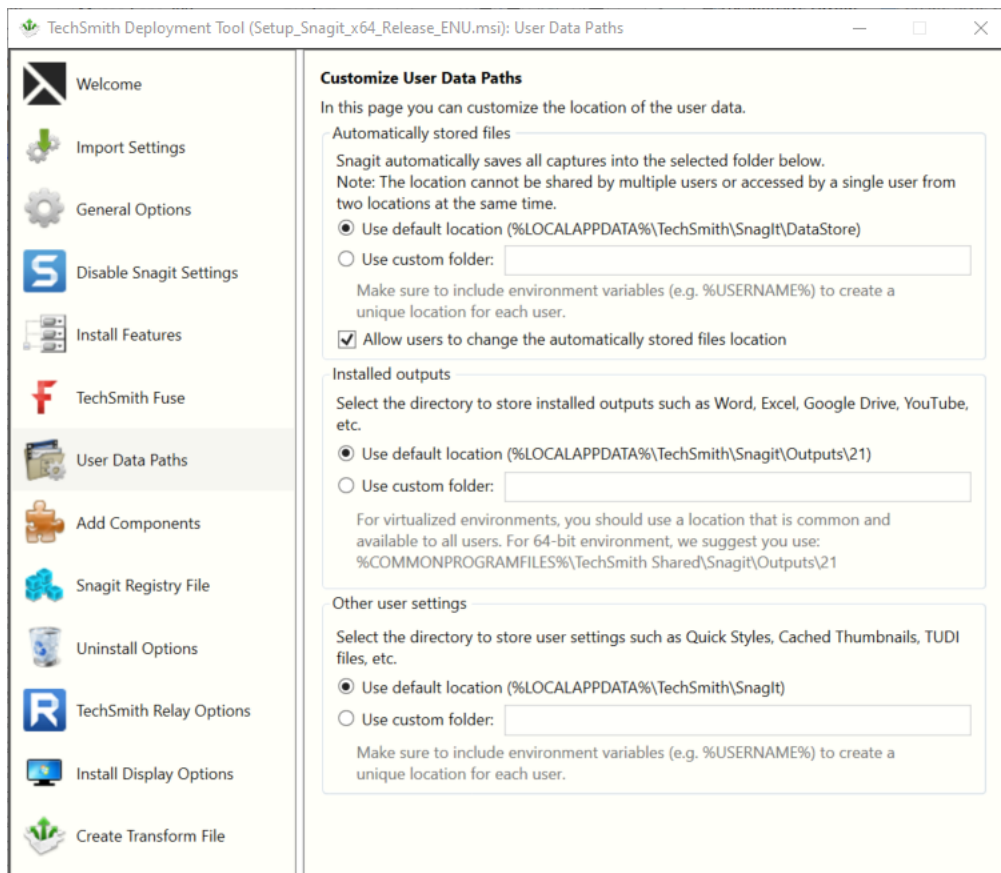 TechSmith Deployment Tool (Setup_Snagit_x64_Release_ENU.msi): User Data Paths
Welcome
Import Settings
General Options
Disable Snagit Settings
Install Features
TechSmith Fuse
User Data Paths
Add Components
Snagit Registry File
Uninstall Options
TechSmith Relay Options
Install Display Options
Create Transform File
Customize User Data Paths
In this page you can customize the location of the user data.
Automatically stored files
Snagit automatically saves all captures into the selected folder below.
Note: The location cannot be shared by multiple users or accessed by a single user from
two locations at the same time.
Use default location (%LOCALAPPDATA%\TechSmith\SnagIt\DataStore)
Use custom folder:
Make sure to include environment variables (e.g. %USERNAME%) to create a
unique location for each user.
Allow users to change the automatically stored files location
Installed outputs
Select the directory to store installed outputs such as Word, Excel, Google Drive, YouTube,
etc.
Use default location (%LOCALAPPDATA%\TechSmith\Snagit\Outputs\21)
Use custom folder:
For virtualized environments, you should use a location that is common and
available to all users. For 64-bit environment, we suggest you use:
%COMMONPROGRAMFILES%\TechSmith Shared\Snagit\Outputs\21
Other user settings
Select the directory to store user settings such as Quick Styles, Cached Thumbnails, TUDI
files, etc.
Use default location (%LOCALAPPDATA%\TechSmith\SnagIt)
Use custom folder:
Make sure to include environment variables (e.g. %USERNAME%) to create a
unique location for each user.